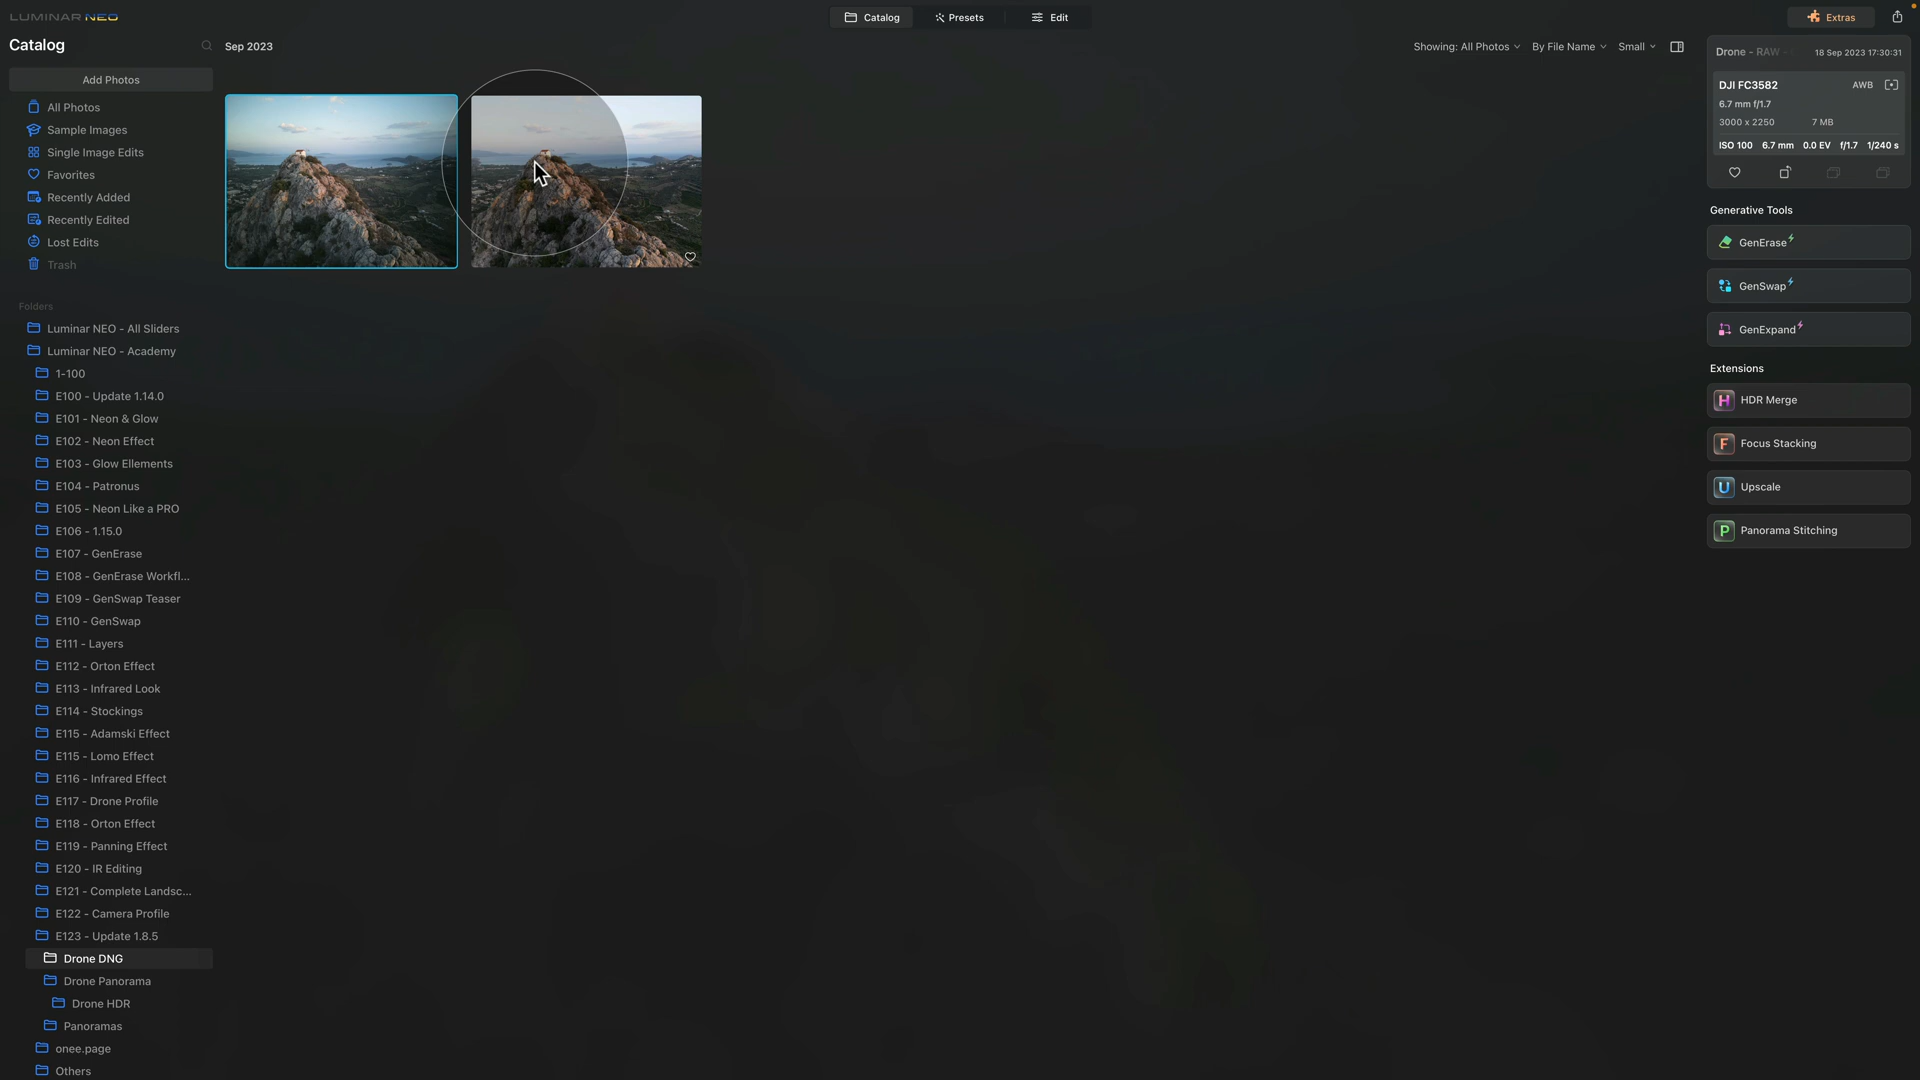 LUMINAR NEO
Catalog
Presets
Edit
Extras
Catalog
Sep 2023
Showing: All Photos
By File Name
Small
Add Photos
All Photos
Sample Images
Single Image Edits
Favorites
Recently Added
Recently Edited
Lost Edits
Trash
Folders
Luminar NEO - All Sliders
Luminar NEO - Academy
1-100
E100 - Update 1.14.0
E101 - Neon & Glow
E102 - Neon Effect
E103 - Glow Ellements
E104 - Patronus
E105 - Neon Like a PRO
E106 - 1.15.0
E107 - GenErase
E108 - GenErase Workfl...
E109 - GenSwap Teaser
E110 - GenSwap
E111 - Layers
E112 - Orton Effect
E113 - Infrared Look
E114 - Stockings
E115 - Adamski Effect
E115 - Lomo Effect
E116 - Infrared Effect
E117 - Drone Profile
E118 - Orton Effect
E119 - Panning Effect
E120 - IR Editing
E121 - Complete Landsc...
E122 - Camera Profile
E123 - Update 1.8.5
Drone DNG
Drone Panorama
Drone HDR
Panoramas
onee.page
Others
Drone - RAW -
18 Sep 2023 17:30:31
DJI FC3582
AWB
6.7 mm f/1.7
3000 x 2250 7 MB
ISO 100 6.7 mm 0.0 EV f/1.7 1/240 s
Generative Tools
GenErase
GenSwap
GenExpand
Extensions
H HDR Merge
F Focus Stacking
U Upscale
P Panorama Stitching